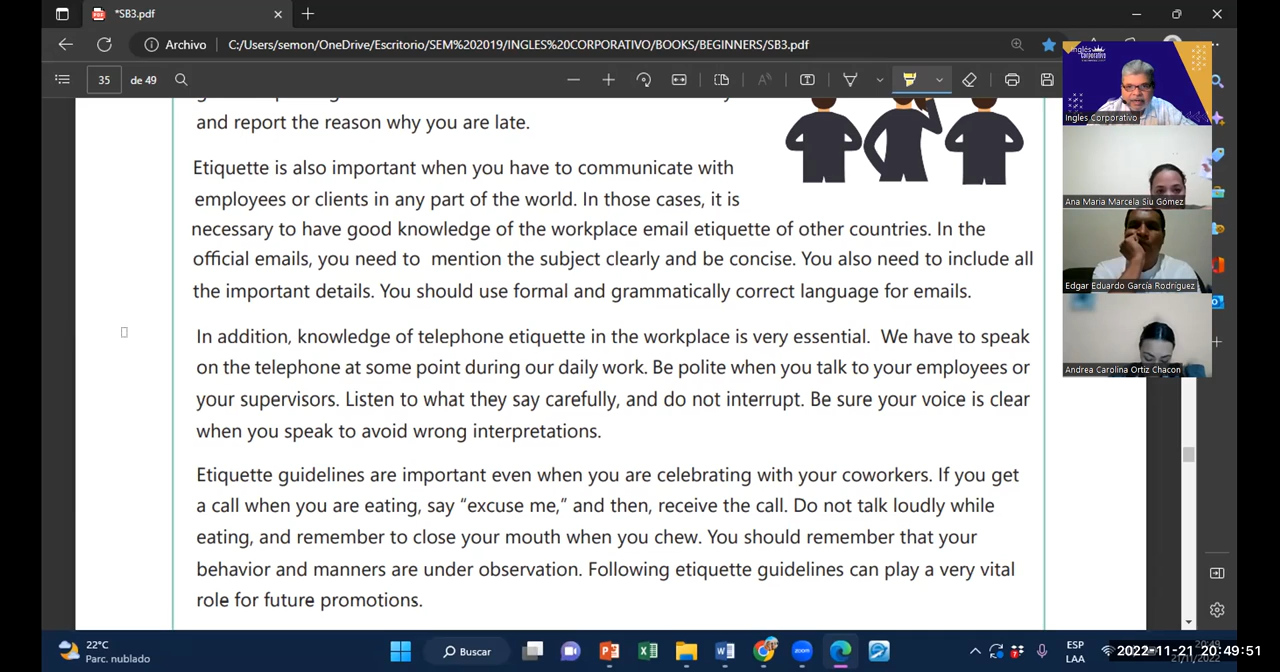 *SB3.pdf
Archivo
C:/Users/semon/OneDrive/Escritorio/SEM%202019/INGLES%20CORPORATIVO/BOOKS/BEGINNERS/SB3.pdf
35
de 49
and report the reason why you are late.
Etiquette is also important when you have to communicate with
employees or clients in any part of the world. In those cases, it is
necessary to have good knowledge of the workplace email etiquette of other countries. In the
official emails, you need to mention the subject clearly and be concise. You also need to include all
the important details. You should use formal and grammatically correct language for emails.
In addition, knowledge of telephone etiquette in the workplace is very essential. We have to speak
on the telephone at some point during our daily work. Be polite when you talk to your employees or
your supervisors. Listen to what they say carefully, and do not interrupt. Be sure your voice is clear
when you speak to avoid wrong interpretations.
Etiquette guidelines are important even when you are celebrating with your coworkers. If you get
a call when you are eating, say “excuse me,” and then, receive the call. Do not talk loudly while
eating, and remember to close your mouth when you chew. You should remember that your
behavior and manners are under observation. Following etiquette guidelines can play a very vital
role for future promotions.
Inglés
Corporativo
Ingles Corporativo
Ana Maria Marcela Siu Gómez
Edgar Eduardo García Rodríguez
Andrea Carolina Ortiz Chacon
22°C
Parc. nublado
Buscar
ESP
LAA
2022-11-21 20:49:51